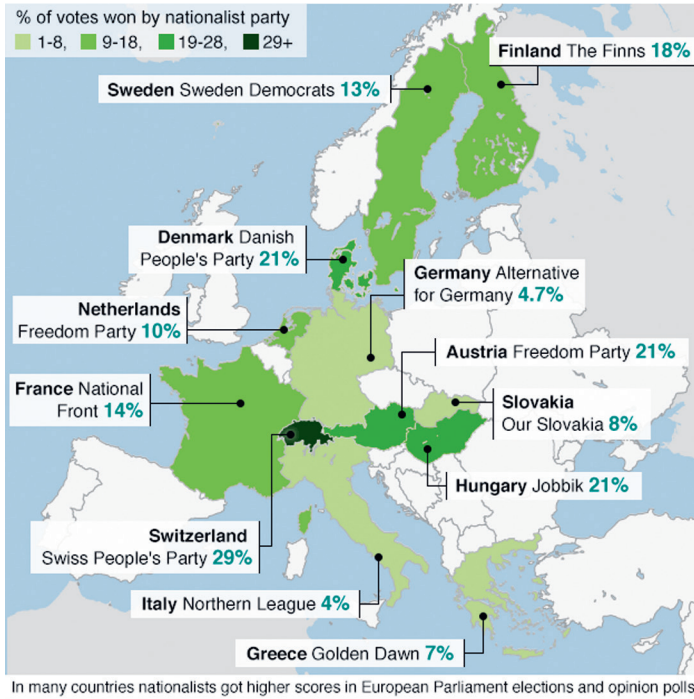 % of votes won by nationalist party
1-8, 9-18, 19-28, 29+
Finland The Finns 18%
Sweden Sweden Democrats 13%
Denmark Danish
People's Party 21%
Germany Alternative
for Germany 4.7%
Netherlands
Freedom Party 10%
Austria Freedom Party 21%
France National
Front 14%
Slovakia
Our Slovakia 8%
Hungary Jobbik 21%
Switzerland
Swiss People's Party 29%
Italy Northern League 4%
Greece Golden Dawn 7%
In many countries nationalists got higher scores in European Parliament elections and opinion polls